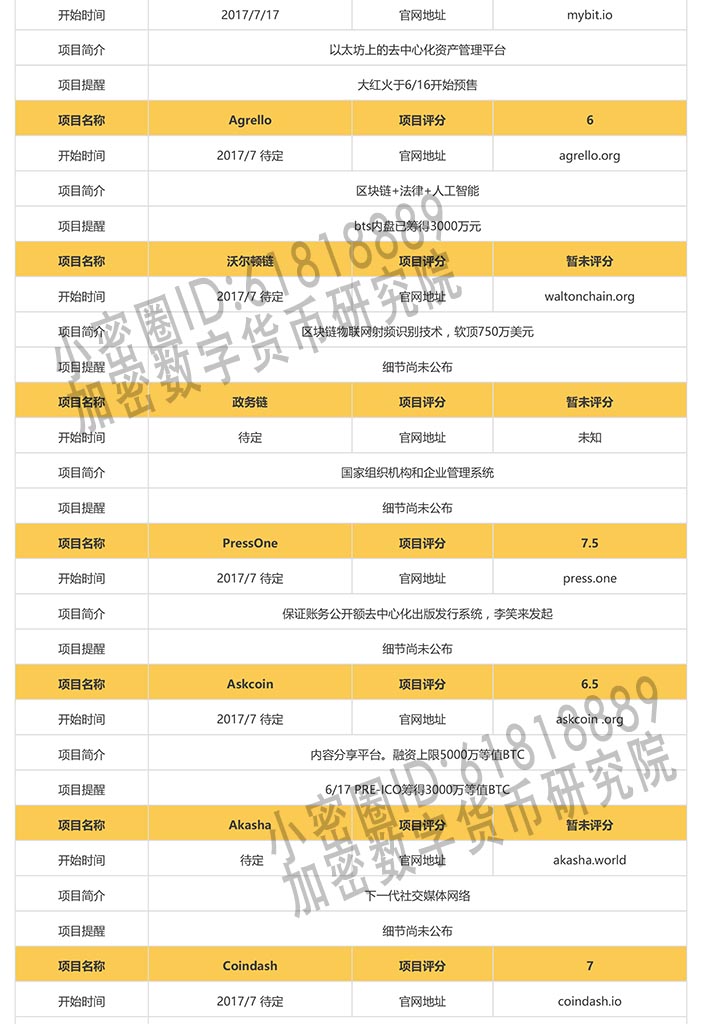 开始时间 2017/7/17 官网地址 mybit.io
项目简介 以太坊上的去中心化资产管理平台
项目提醒 大红火于6/16开始预售
项目名称 Agrello 项目评分 6
开始时间 2017/7 待定 官网地址 agrello.org
项目简介 区块链+法律+人工智能
项目提醒 bts内盘已筹得3000万元
项目名称 沃尔顿链 项目评分 暂未评分
开始时间 2017/7 待定 官网地址 waltonchain.org
项目简介 区块链物联网射频识别技术，软顶750万美元
项目提醒 细节尚未公布
项目名称 政务链 项目评分 暂未评分
开始时间 待定 官网地址 未知
项目简介 国家组织机构和企业管理系统
项目提醒 细节尚未公布
项目名称 PressOne 项目评分 7.5
开始时间 2017/7 待定 官网地址 press.one
项目简介 保证账务公开额去中心化出版发行系统，李笑来发起
项目提醒 细节尚未公布
项目名称 Askcoin 项目评分 6.5
开始时间 2017/7 待定 官网地址 askcoin .org
项目简介 内容分享平台。融资上限5000万等值BTC
项目提醒 6/17 PRE-ICO筹得3000万等值BTC
项目名称 Akasha 项目评分 暂未评分
开始时间 待定 官网地址 akasha.world
项目简介 下一代社交媒体网络
项目提醒 细节尚未公布
项目名称 Coindash 项目评分 7
开始时间 2017/7 待定 官网地址 coindash.io
小密圈ID:61818889
加密数字货币研究院
小密圈ID:61818889
加密数字货币研究院